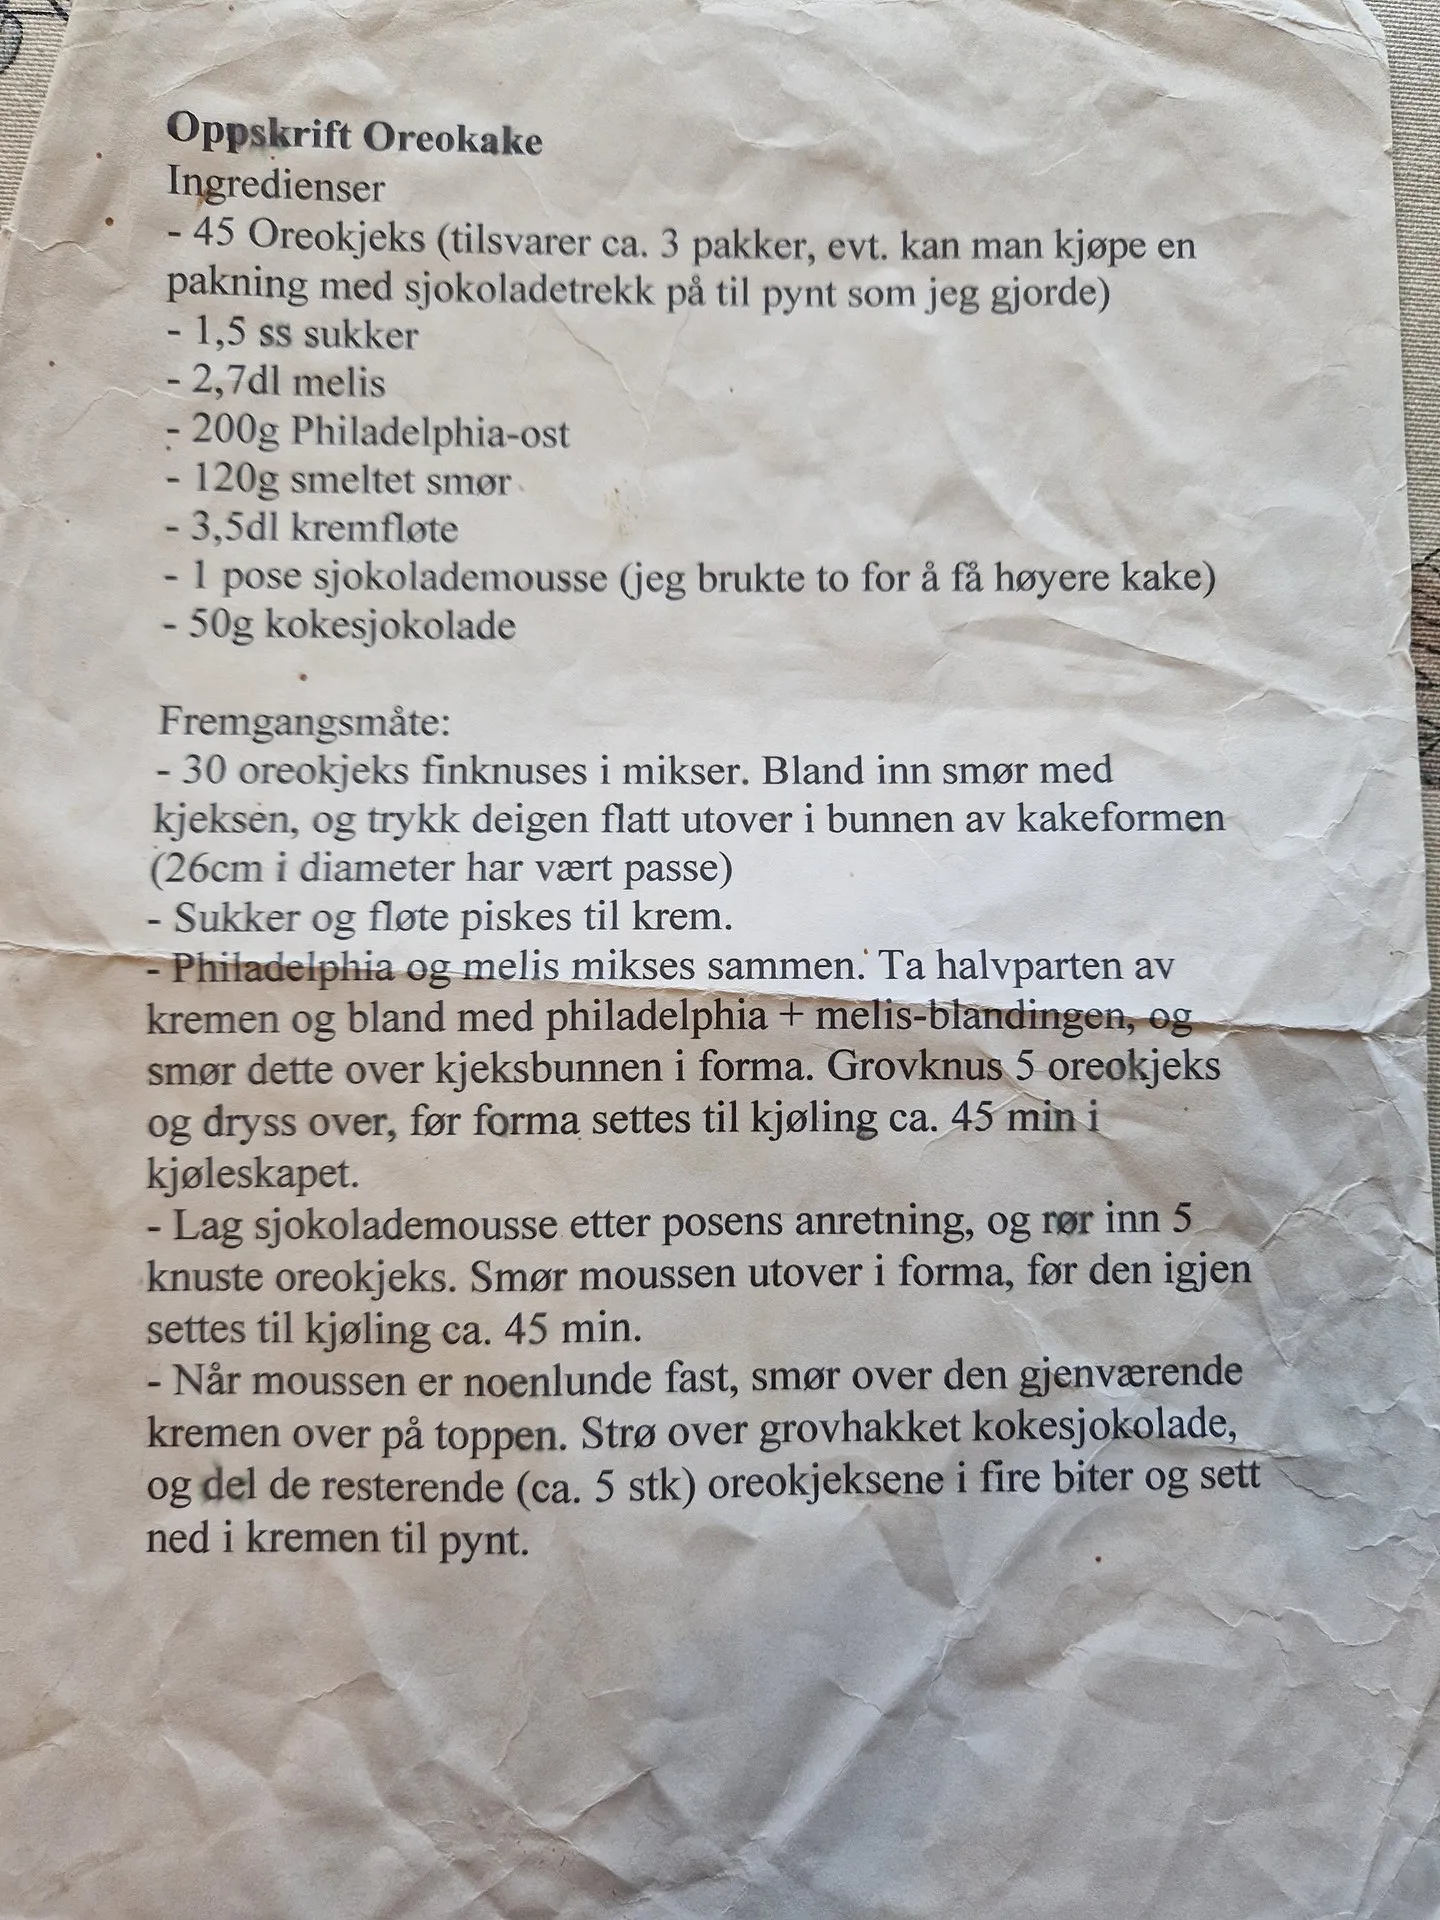 Oppskrift Oreokake
Ingredienser
- 45 Oreokjeks (tilsvarer ca. 3 pakker, evt. kan man kjøpe en
pakning med sjokoladetrekk på til pynt som jeg gjorde)
- 1,5 ss sukker
- 2,7dl melis
- 200g Philadelphia-ost
- 120g smeltet smør
- 3,5dl kremfløte
- 1 pose sjokolademousse (jeg brukte to for å få høyere kake)
- 50g kokesjokolade
Fremgangsmåte:
- 30 oreokjeks finknuses i mikser. Bland inn smør med
kjeksen, og trykk deigen flatt utover i bunnen av kakeformen
(26cm i diameter har vært passe)
- Sukker og fløte piskes til krem.
- Philadelphia og melis mikses sammen. Ta halvparten av
kremen og bland med philadelphia + melis-blandingen, og
smør dette over kjeksbunnen i forma. Grovknus 5 oreokjeks
og dryss over, før forma settes til kjøling ca. 45 min i
kjøleskapet.
- Lag sjokolademousse etter posens anretning, og rør inn 5
knuste oreokjeks. Smør moussen utover i forma, før den igjen
settes til kjøling ca. 45 min.
- Når moussen er noenlunde fast, smør over den gjenværende
kremen over på toppen. Strø over grovhakket kokesjokolade,
og del de resterende (ca. 5 stk) oreokjeksene i fire biter og sett
ned i kremen til pynt.